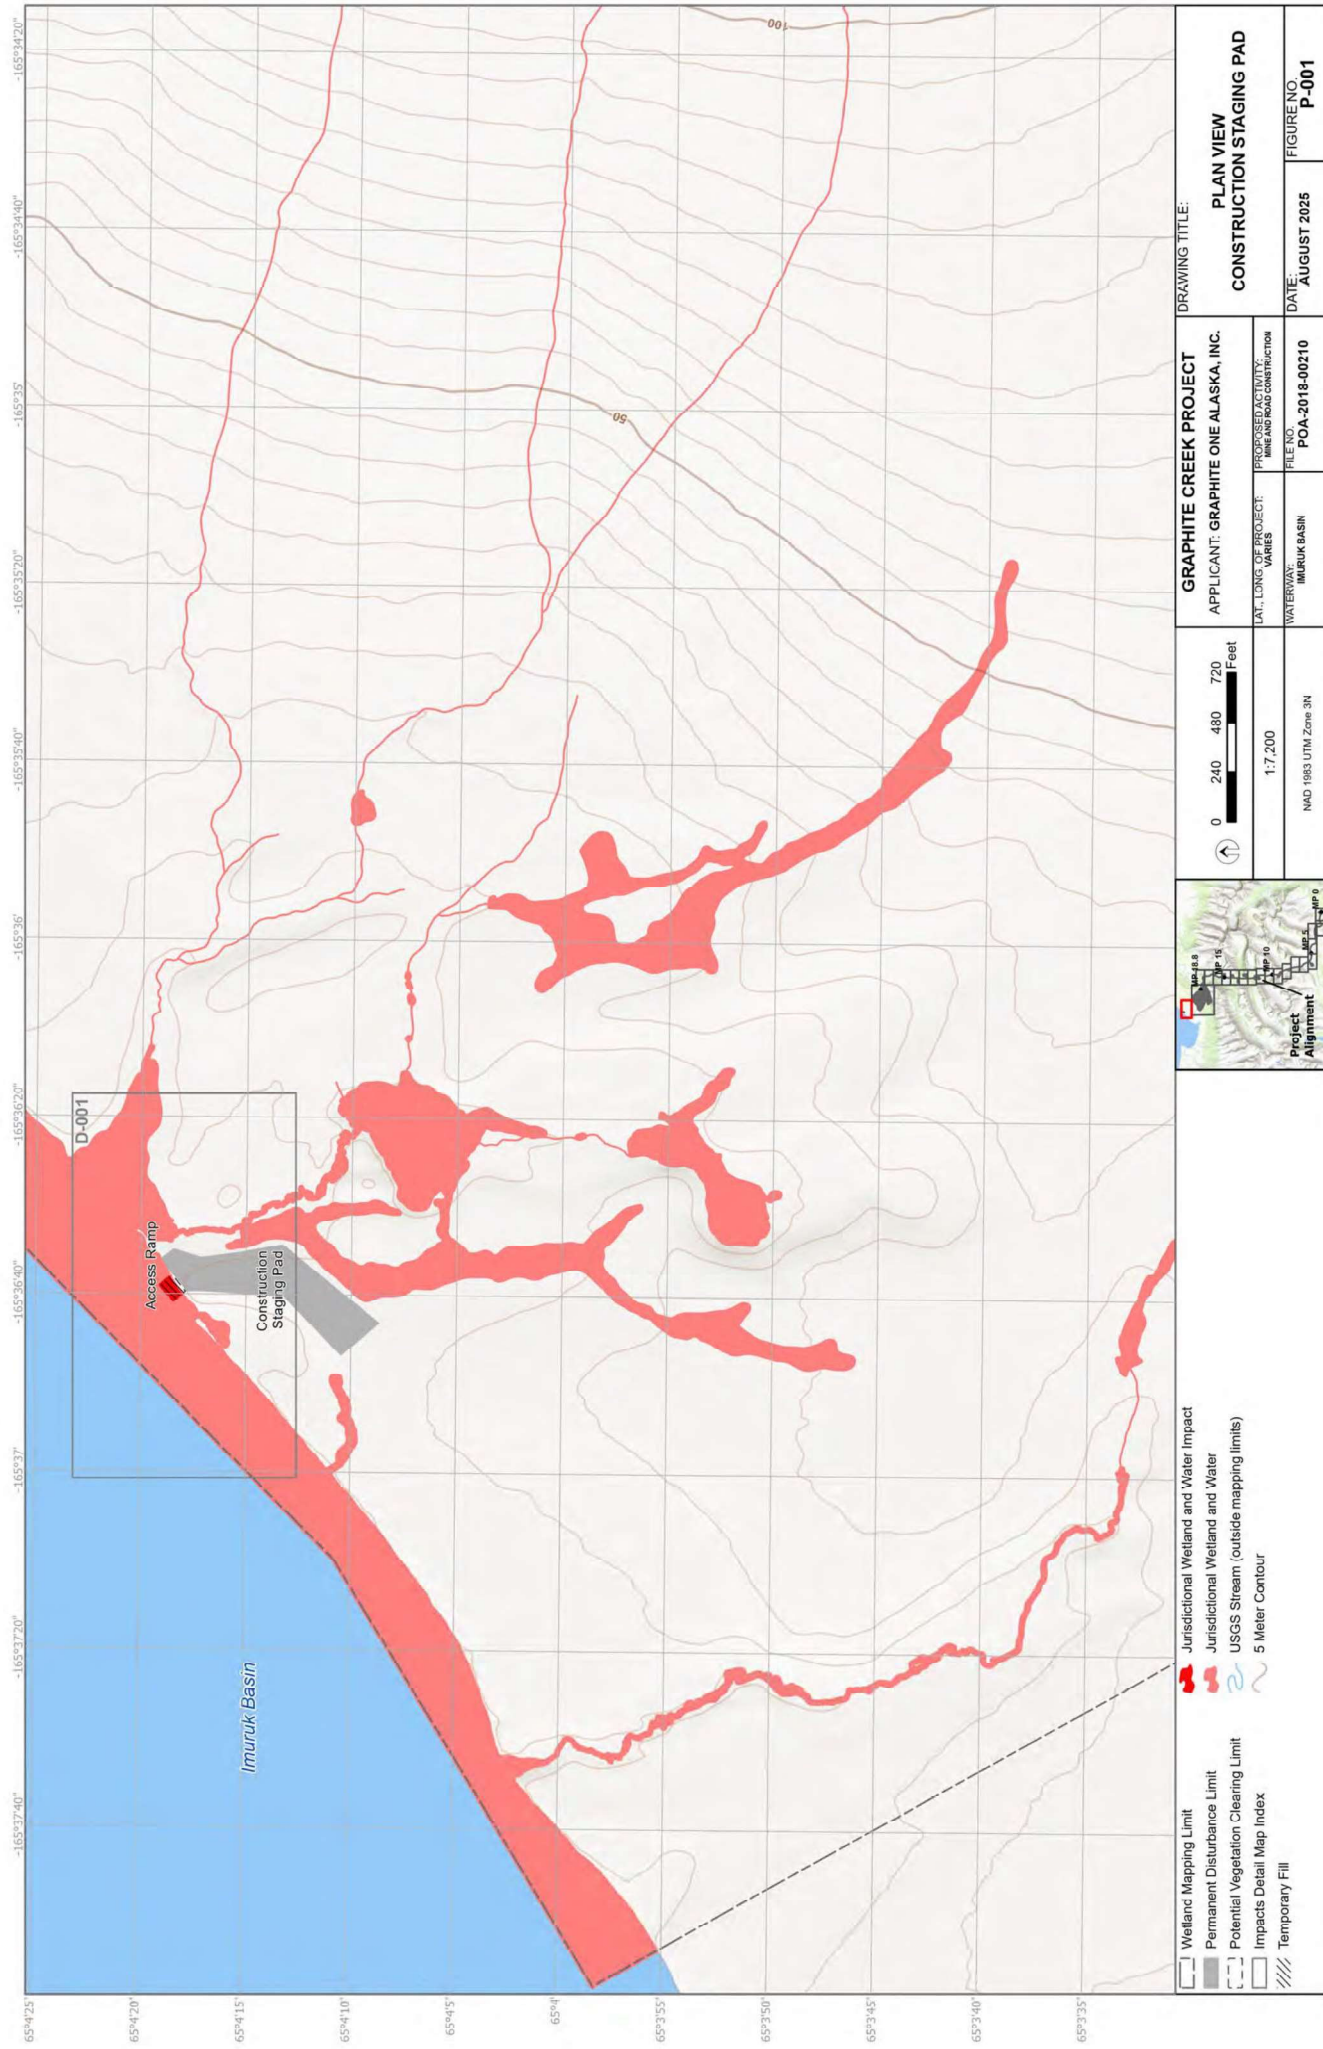 -165°37'40"
-165°37'20"
-165°37'
-165°36'40"
-165°36'20"
-165°36'
-165°35'40"
-165°35'20"
-165°35'
-165°34'40"
-165°34'20"
65°4'25"
65°4'20"
65°4'15"
65°4'10"
65°4'5"
65°4'
65°3'55"
65°3'50"
65°3'45"
65°3'40"
65°3'35"
D-001
Access Ramp
Construction
Staging Pad
Imuruk Basin
50
100
Wetland Mapping Limit
Permanent Disturbance Limit
Potential Vegetation Clearing Limit
Impacts Detail Map Index
Temporary Fill
Jurisdictional Wetland and Water Impact
Jurisdictional Wetland and Water
USGS Stream (outside mapping limits)
5 Meter Contour
MP 18.8
MP 15
MP 10
MP 5
MP 0
Project
Alignment
0 240 480 720
Feet
1:7,200
NAD 1983 UTM Zone 3N
GRAPHITE CREEK PROJECT
APPLICANT: GRAPHITE ONE ALASKA, INC.
LAT., LONG. OF PROJECT:
VARIES
PROPOSED ACTIVITY:
MINE AND ROAD CONSTRUCTION
WATERWAY:
IMURUK BASIN
FILE NO.
POA-2018-00210
DRAWING TITLE:
PLAN VIEW
CONSTRUCTION STAGING PAD
DATE:
AUGUST 2025
FIGURE NO.
P-001